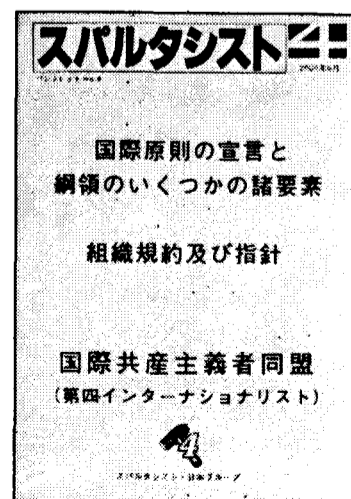 スパルタシスト
国際原則の宣言と
綱領のいくつかの諸要素
組織規約及び指針
国際共産主義者同盟
(第四インターナショナリスト)
4
スパルタシスト・日本グループ